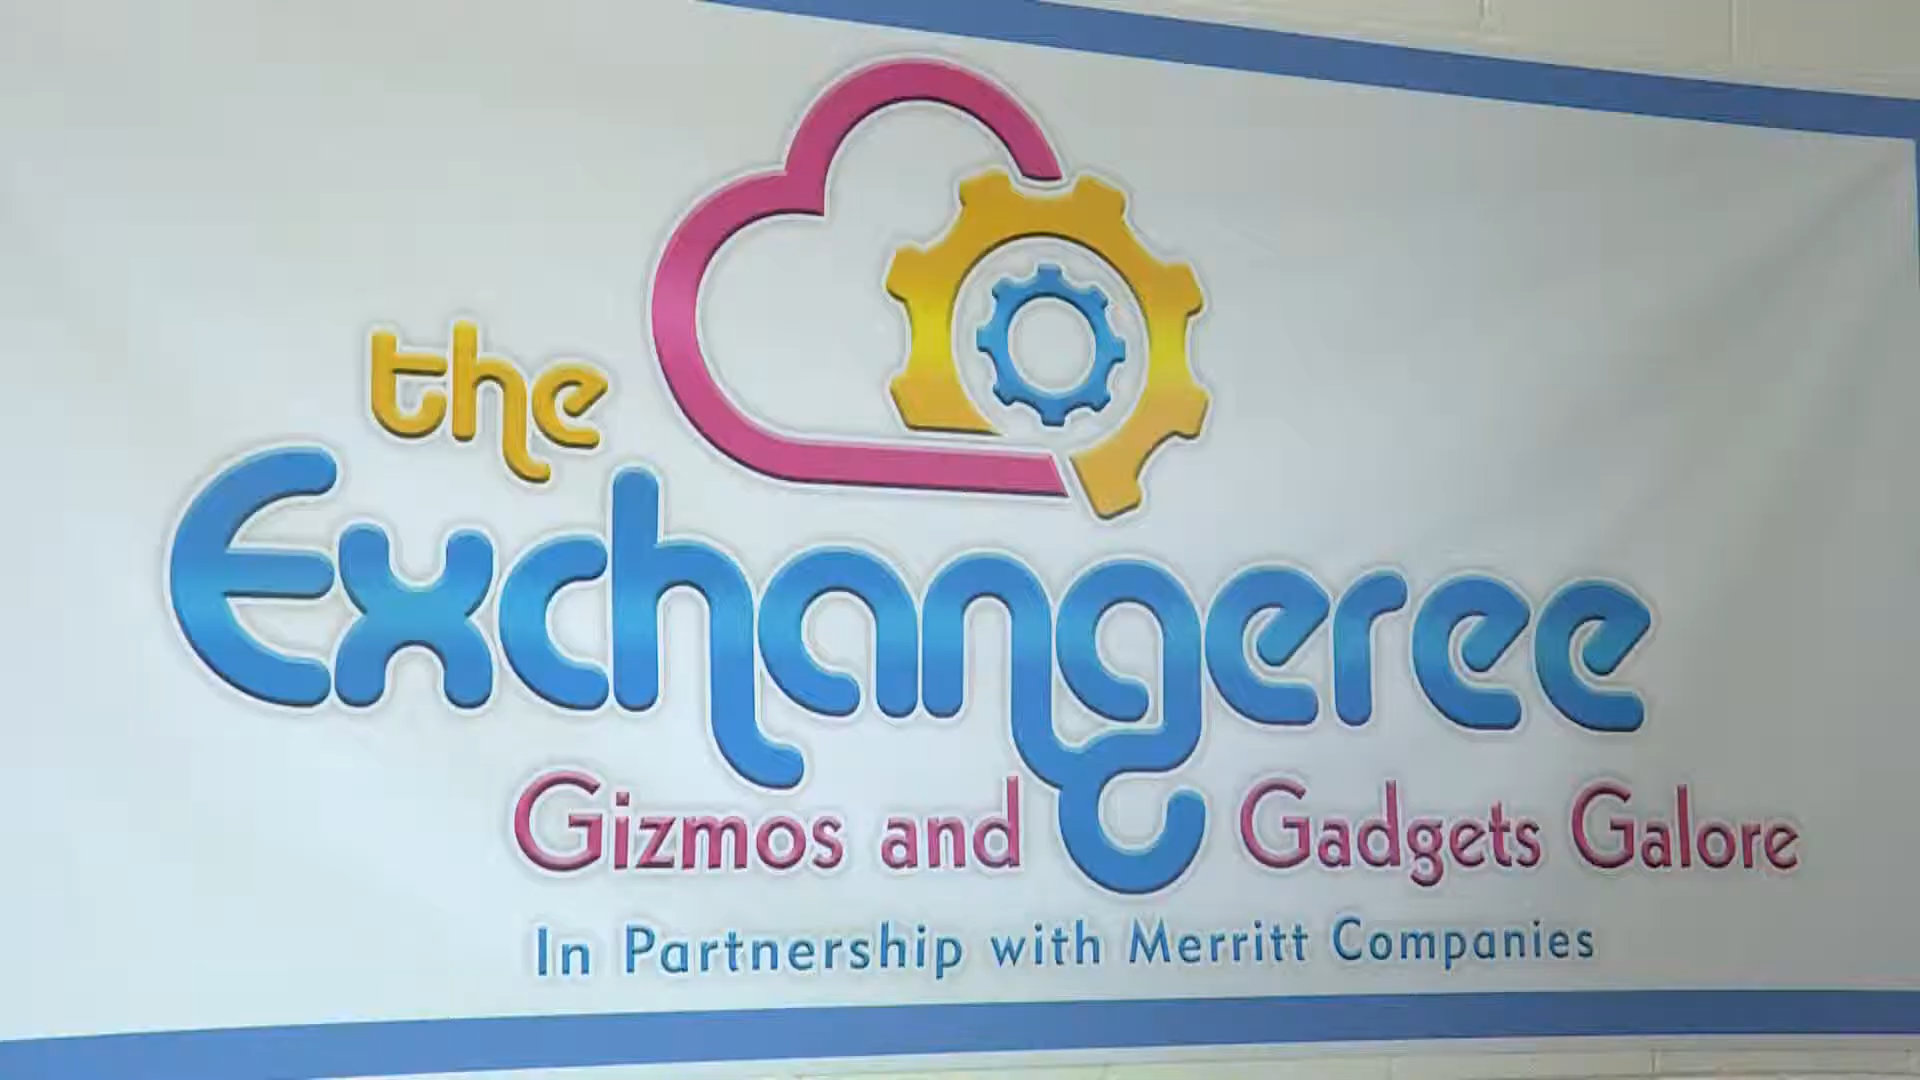 the
Exchangeree
Gizmos and Gadgets Galore
In Partnership with Merritt Companies